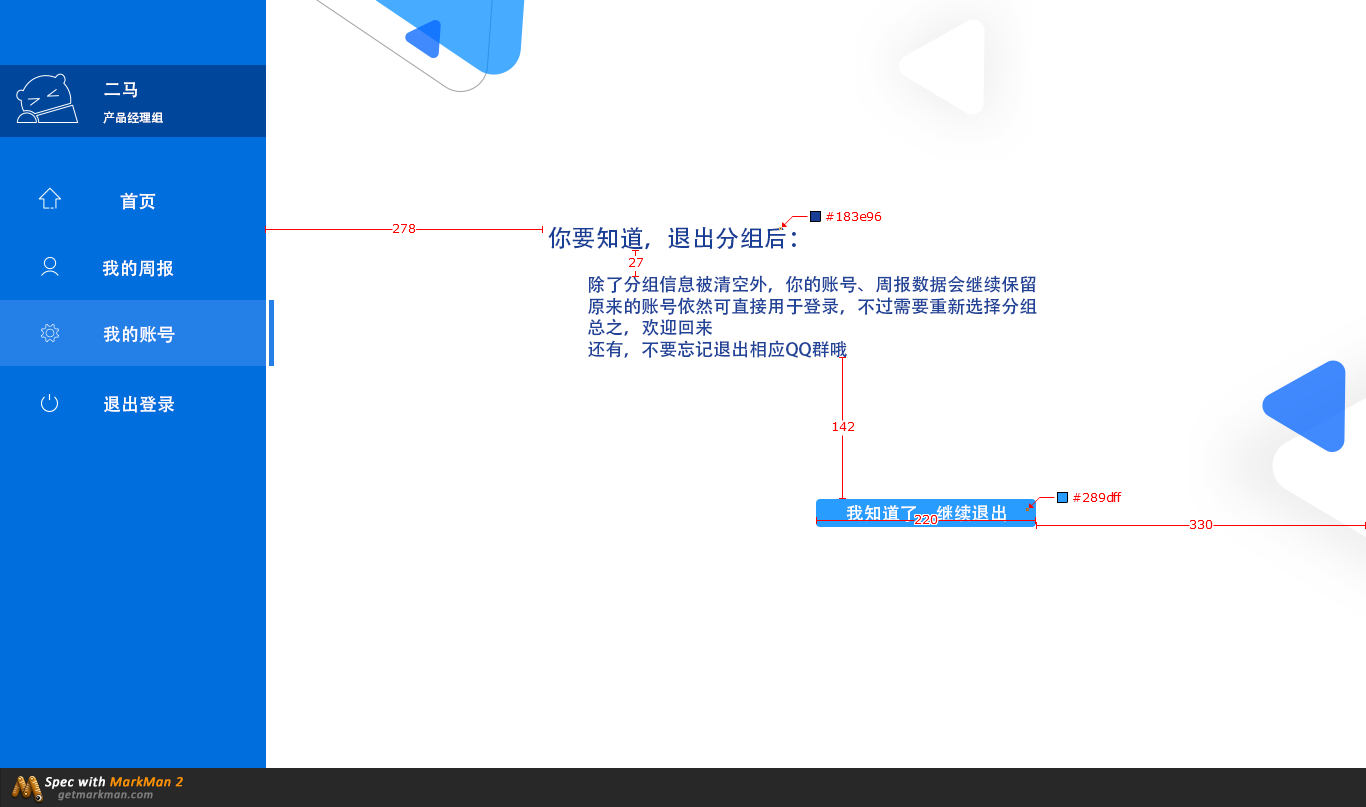 二马
产品经理组
首页
我的周报
我的账号
退出登录
278
#183e96
你要知道，退出分组后：
27
除了分组信息被清空外，你的账号、周报数据会继续保留
原来的账号依然可直接用于登录，不过需要重新选择分组
总之，欢迎回来
还有，不要忘记退出相应QQ群哦
142
#289dff
我知道了，继续退出
220
330
Spec with MarkMan 2
getmarkman.com